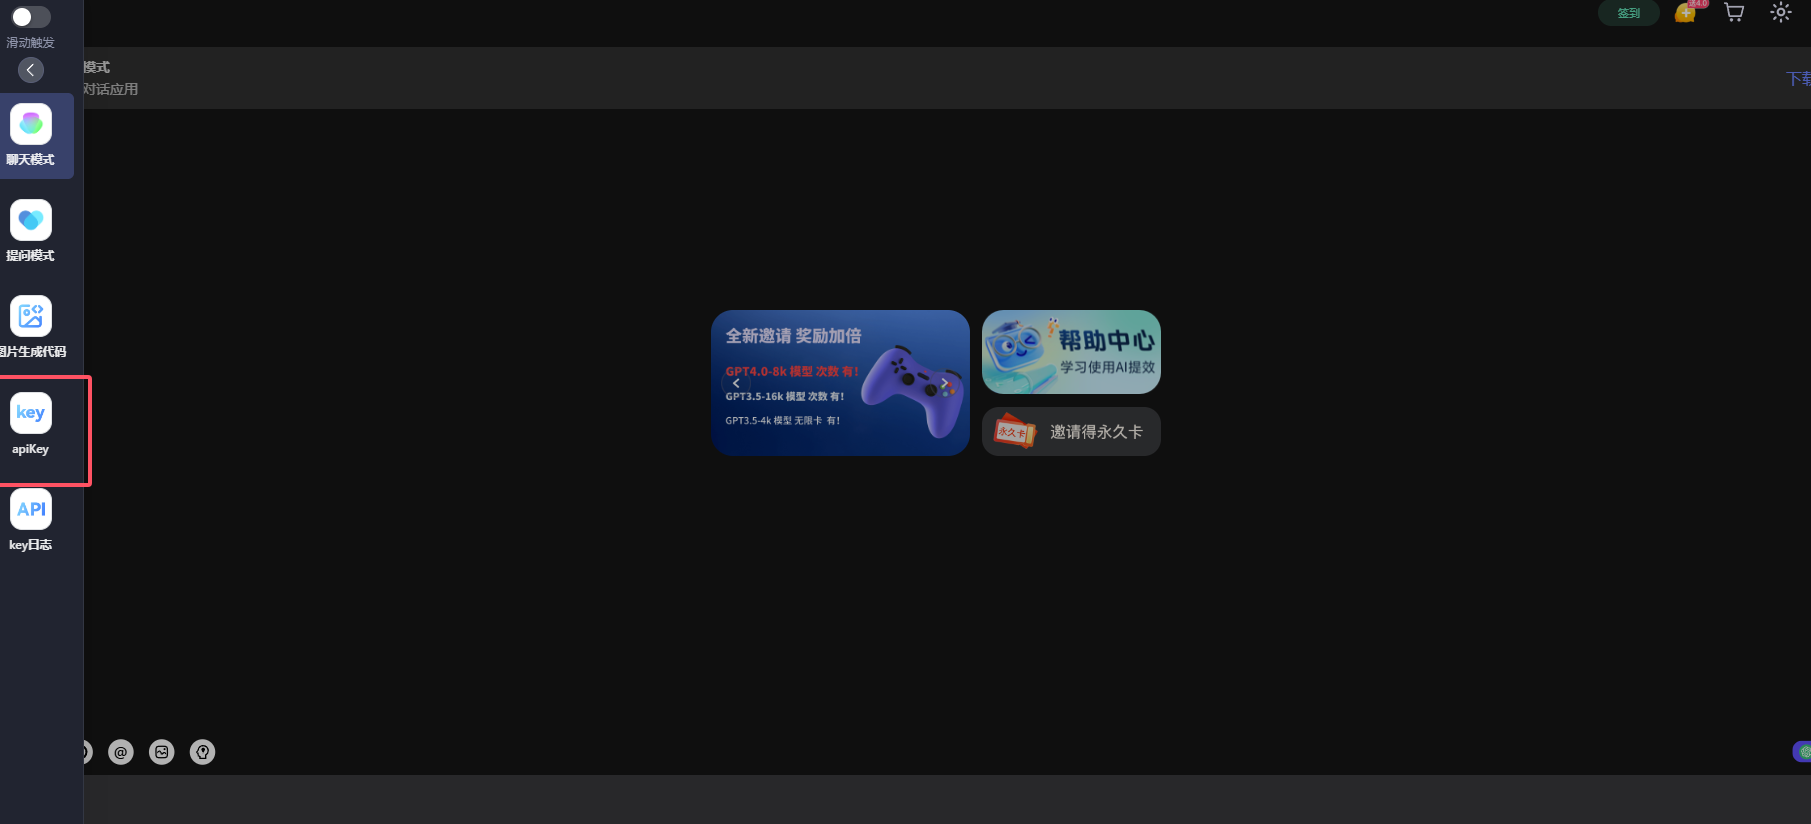 滑动触发
聊天模式
提问模式
图片生成代码
key
apiKey
API
key日志
签到
送4.0
模式
对话应用
下载
全新邀请 奖励加倍
GPT4.0-8k 模型 次数 有!
GPT3.5-16k 模型 次数 有!
GPT3.5-4k 模型 无限卡 有!
帮助中心
学习使用AI提效
永久卡
邀请得永久卡
@